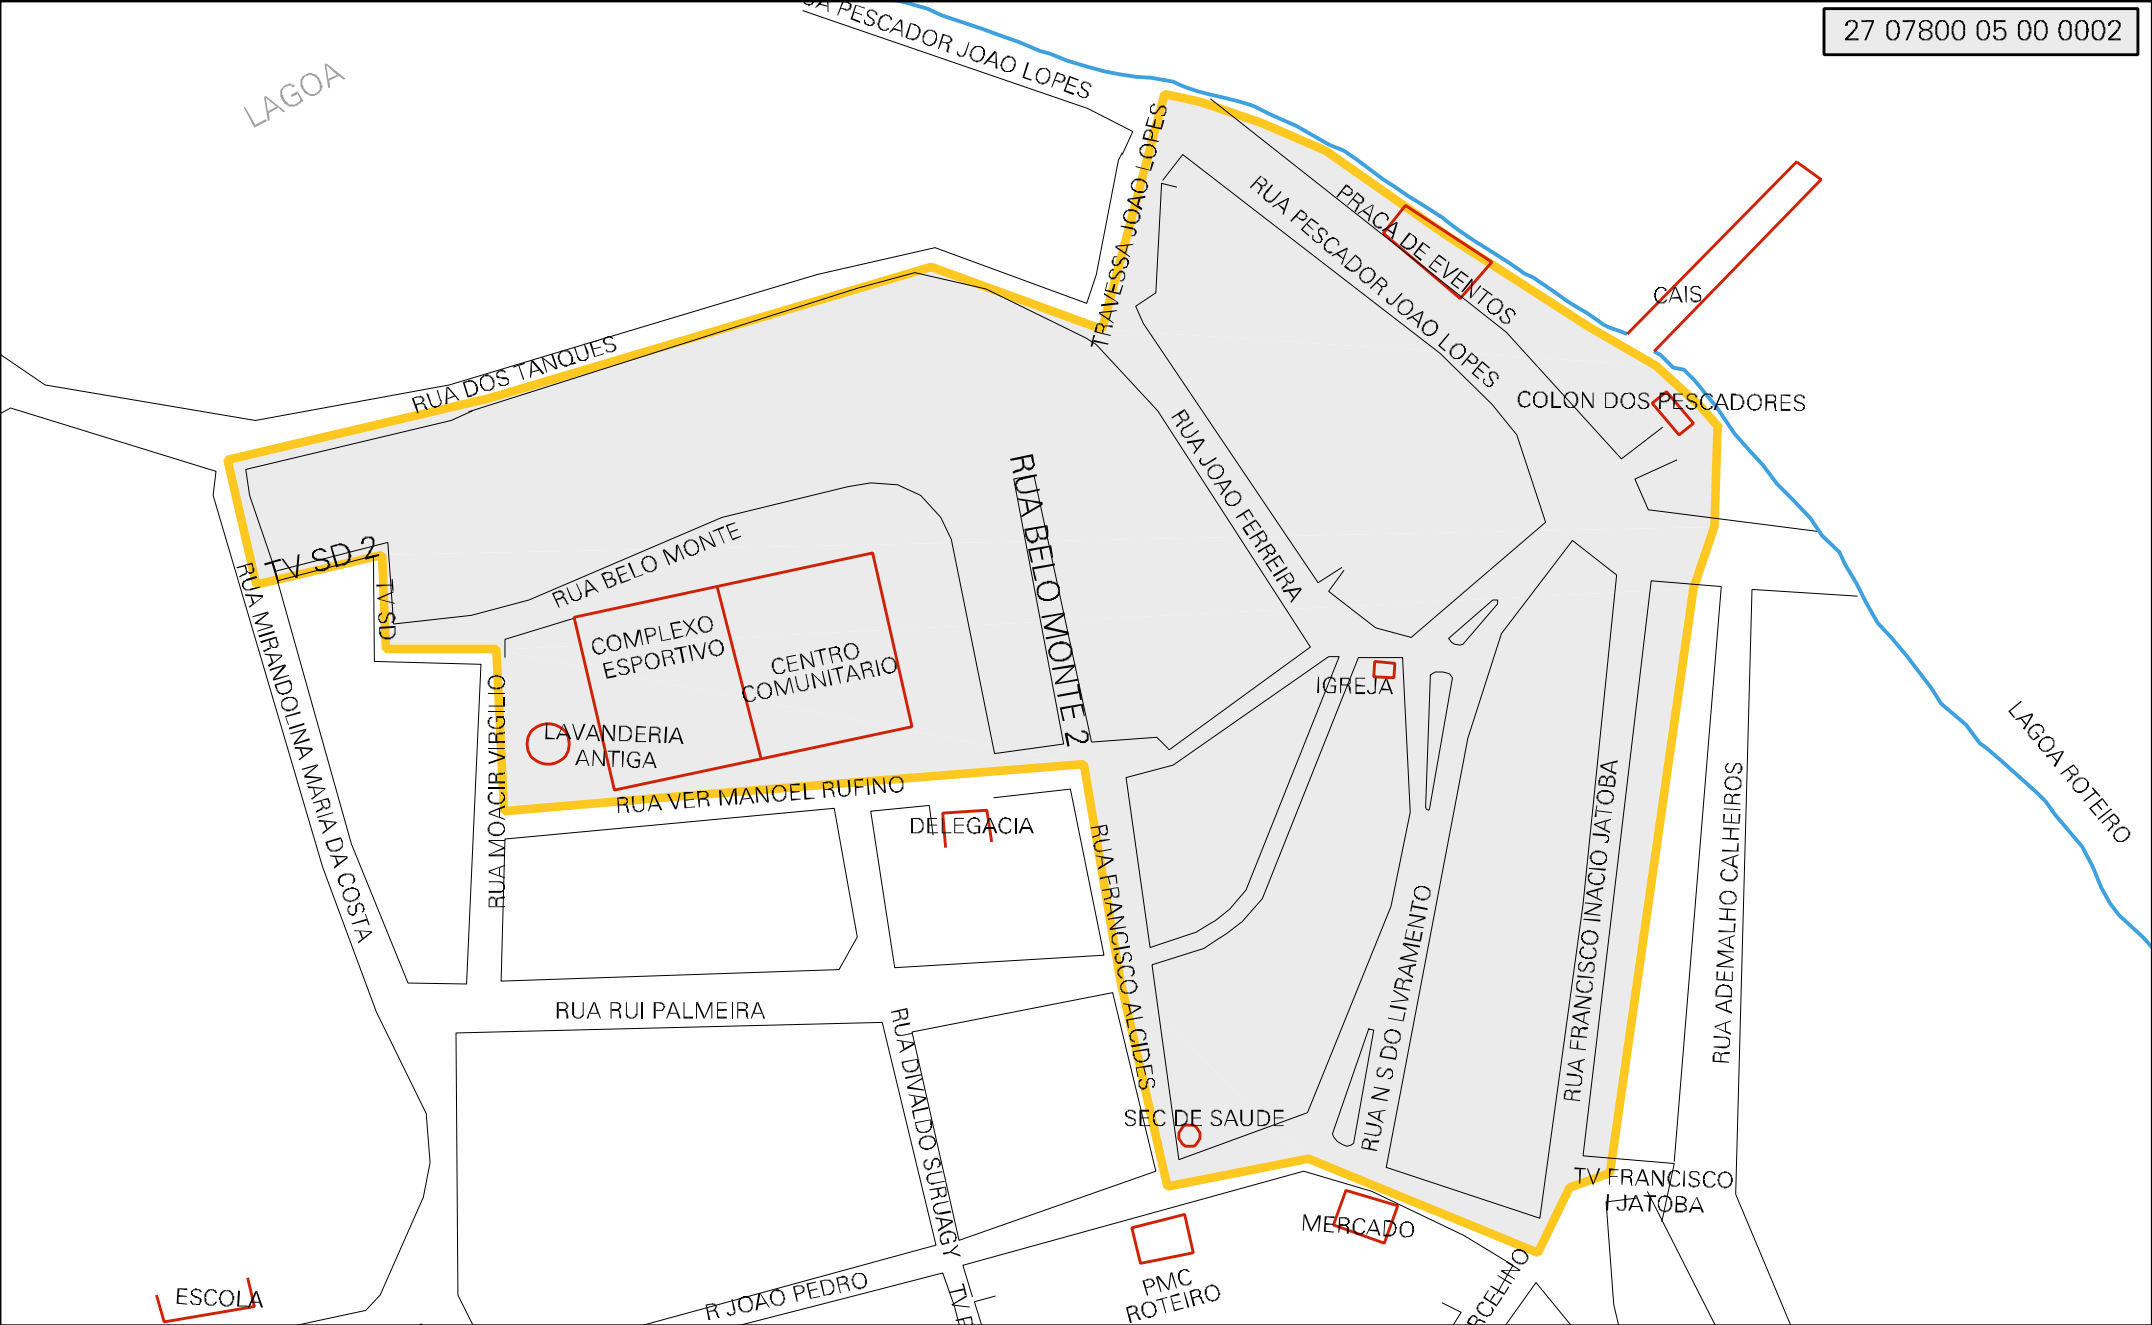 27 07800 05 00 0002
PESCADOR JOAO LOPES
LAGOA
TRAVESSA JOAO LOPES
PRACA DE EVENTOS
RUA PESCADOR JOAO LOPES
CAIS
COLON DOS PESCADORES
RUA DOS TANQUES
RUA JOAO FERREIRA
RUA BELO MONTE 2
TV SD 2
TV SD
RUA BELO MONTE
RUA MIRANDOLINA MARIA DA COSTA
COMPLEXO
ESPORTIVO
CENTRO
COMUNITARIO
IGREJA
LAVANDERIA
ANTIGA
RUA MOACIR VIRGILIO
RUA VER MANOEL RUFINO
DELEGACIA
RUA FRANCISCO ALCIDES
LAGOA ROTEIRO
RUA FRANCISCO INACIO JATOBA
RUA ADEMALHO CALHEIROS
RUA N S DO LIVRAMENTO
RUA RUI PALMEIRA
RUA DIVALDO SURUAGY
SEC DE SAUDE
TV FRANCISCO
I JATOBA
MERCADO
PMC
ROTEIRO
R JOAO PEDRO
ESCOLA
TV
RCELINO